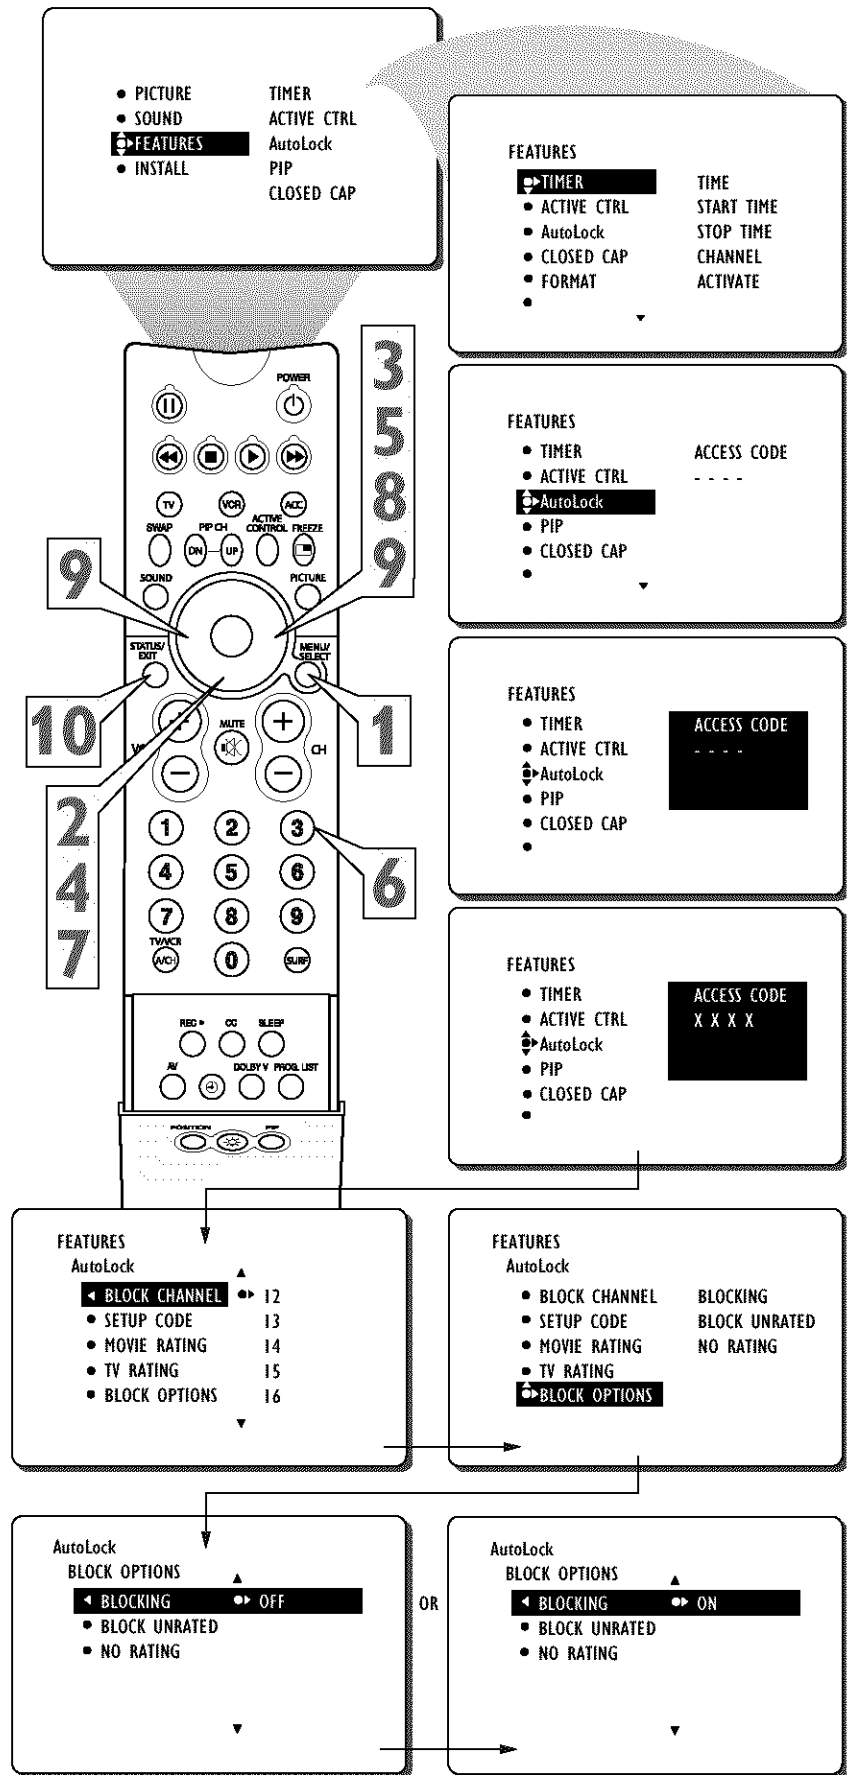 PICTURE TIMER
SOUND ACTIVE CTRL
FEATURES AutoLock
INSTALL PIP
CLOSED CAP
FEATURES
TIMER TIME
ACTIVE CTRL START TIME
AutoLock STOP TIME
CLOSED CAP CHANNEL
FORMAT ACTIVATE
FEATURES
TIMER ACCESS CODE
ACTIVE CTRL - - - -
AutoLock
PIP
CLOSED CAP
FEATURES
TIMER ACCESS CODE
ACTIVE CTRL - - - -
AutoLock
PIP
CLOSED CAP
FEATURES
TIMER ACCESS CODE
ACTIVE CTRL X X X X
AutoLock
PIP
CLOSED CAP
POWER
TV VCR ACC
SWAP PIP CH ACTIVE CONTROL FREEZE
DN UP
SOUND PICTURE
STATUS/
EXIT
MENU/
SELECT
MUTE
CH
1 2 3
4 5 6
7 8 9
TV/VCR
A/CH 0 SURF
REC CC SLEEP
AV DOLBY V PROG. LIST
POSITION PIP
3
5
8
9
9
10
1
2
4
7
6
FEATURES
AutoLock
BLOCK CHANNEL 12
SETUP CODE 13
MOVIE RATING 14
TV RATING 15
BLOCK OPTIONS 16
FEATURES
AutoLock
BLOCK CHANNEL BLOCKING
SETUP CODE BLOCK UNRATED
MOVIE RATING NO RATING
TV RATING
BLOCK OPTIONS
AutoLock
BLOCK OPTIONS
BLOCKING OFF
BLOCK UNRATED
NO RATING
OR
AutoLock
BLOCK OPTIONS
BLOCKING ON
BLOCK UNRATED
NO RATING